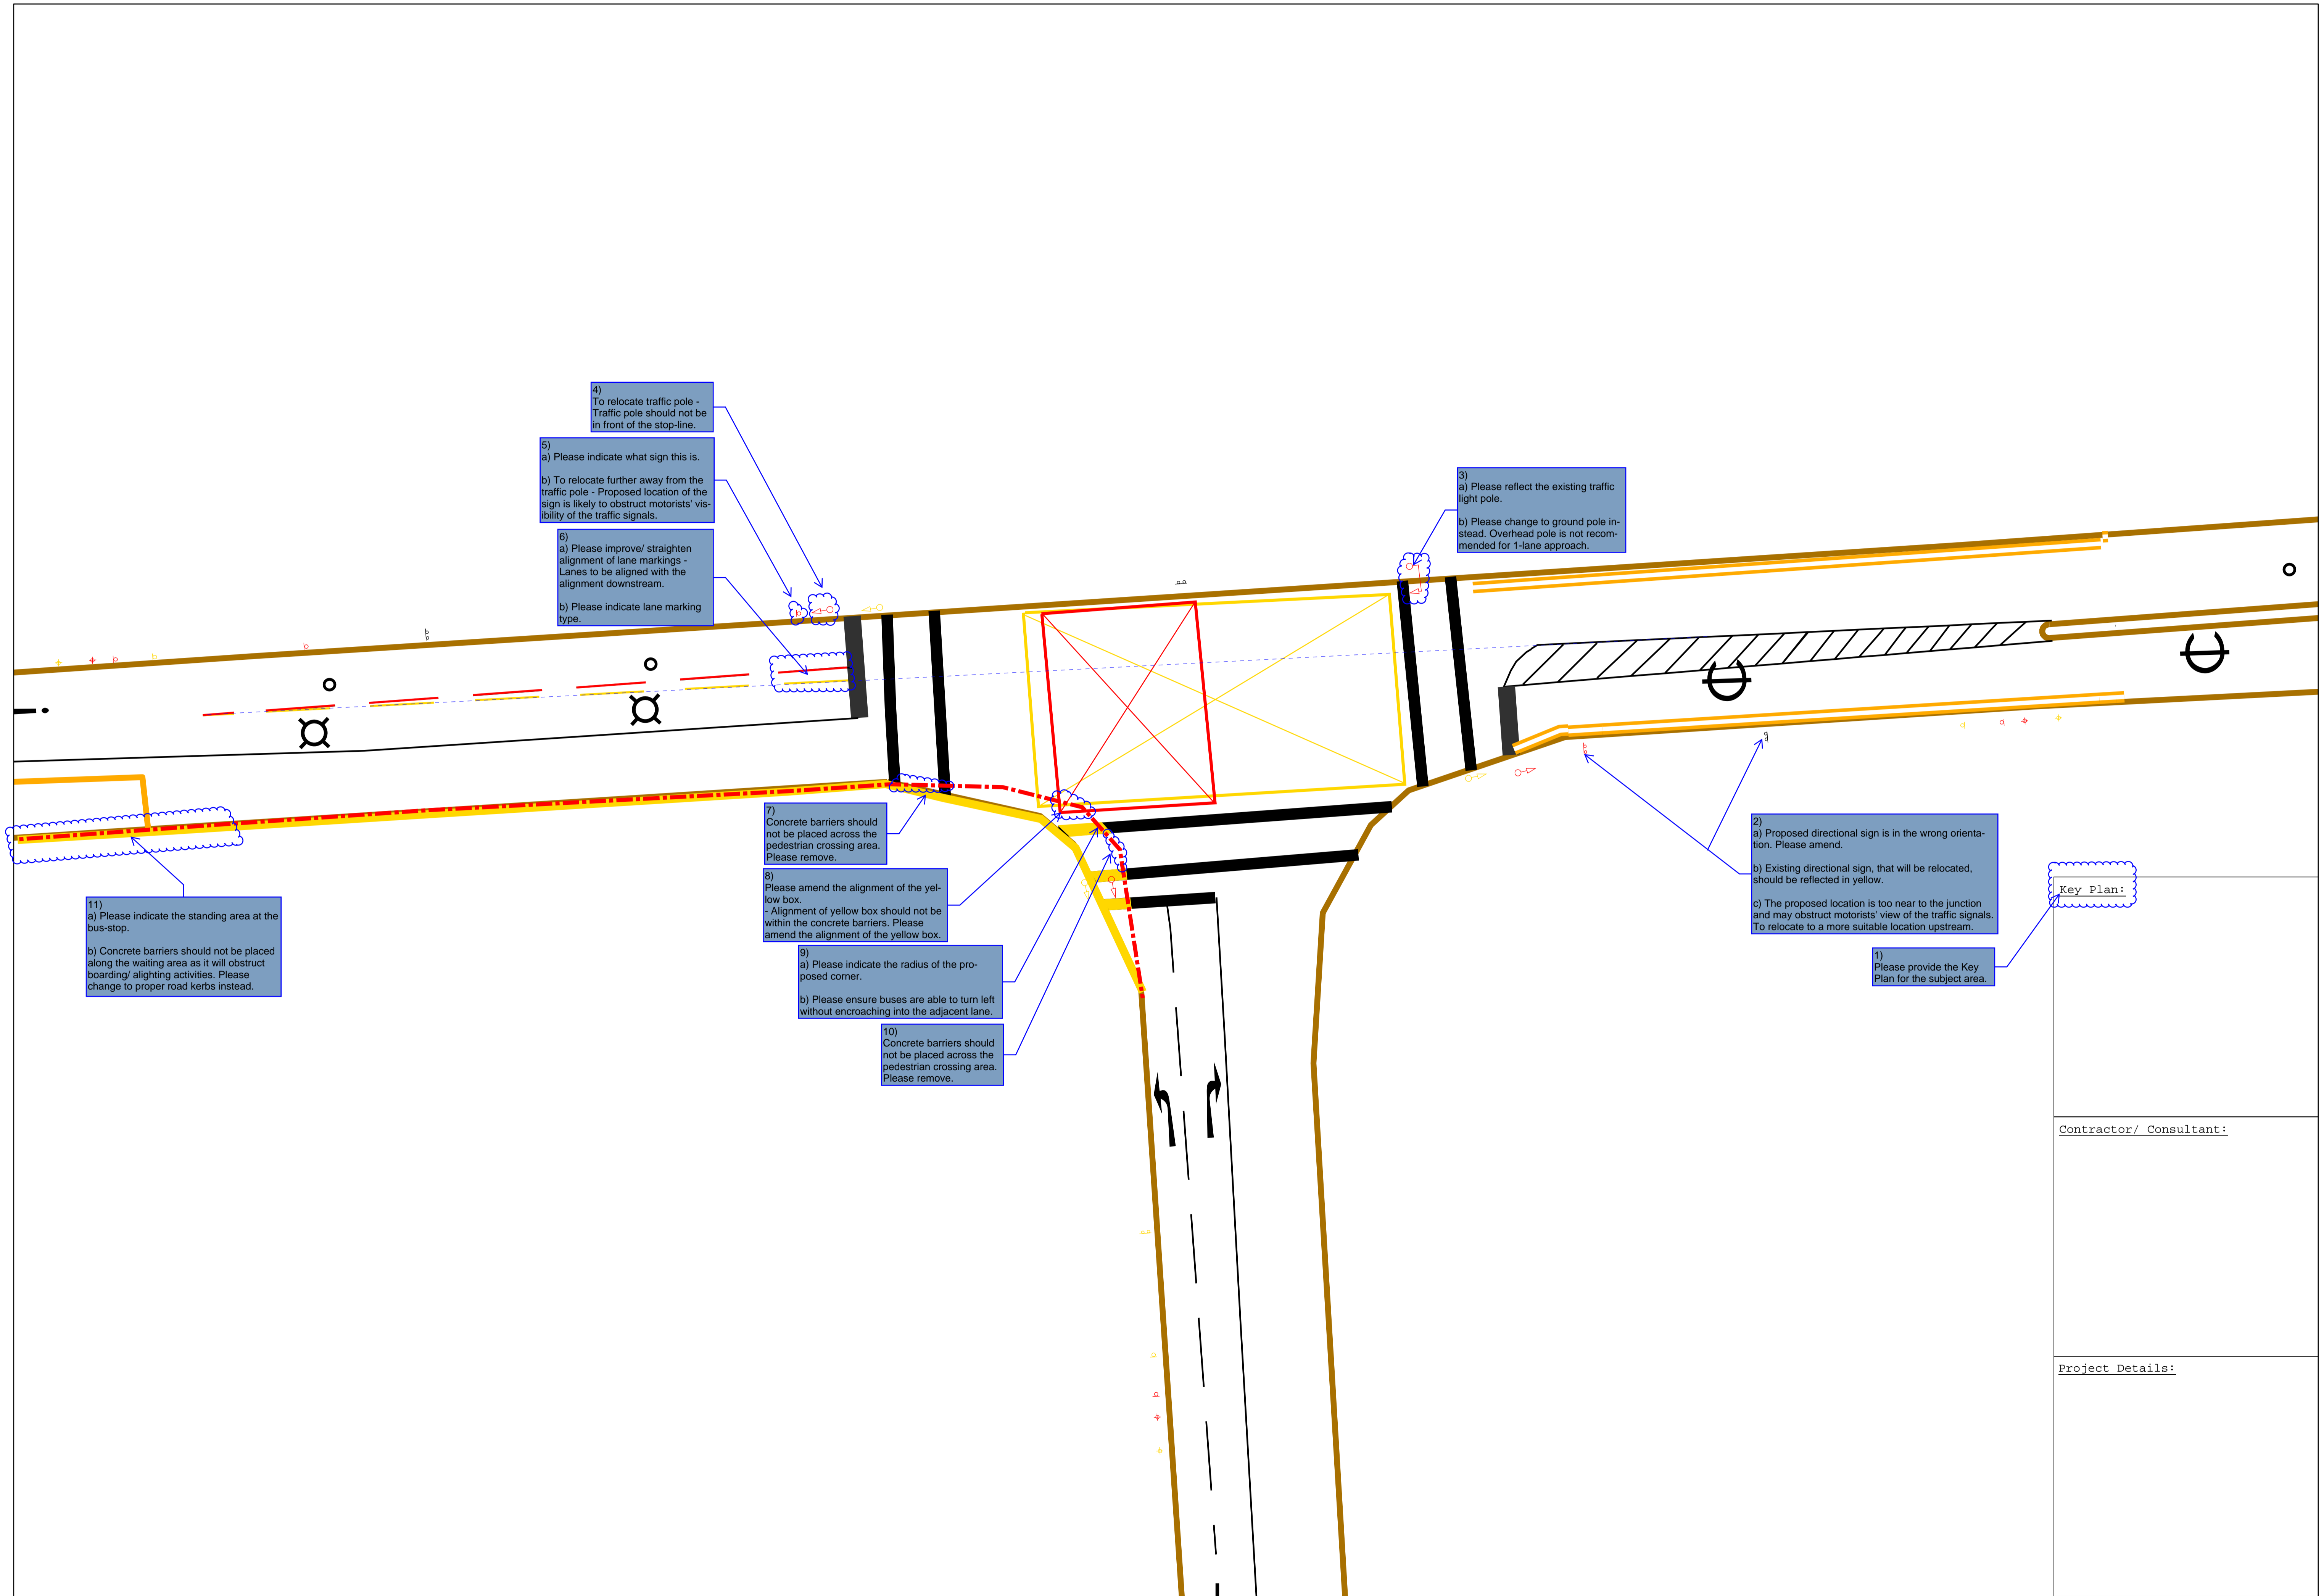 4)
To relocate traffic pole -
Traffic pole should not be
in front of the stop-line.
5)
a) Please indicate what sign this is.
b) To relocate further away from the
traffic pole - Proposed location of the
sign is likely to obstruct motorists' vis-
ibility of the traffic signals.
6)
a) Please improve/ straighten
alignment of lane markings -
Lanes to be aligned with the
alignment downstream.
b) Please indicate lane marking
type.
3)
a) Please reflect the existing traffic
light pole.
b) Please change to ground pole in-
stead. Overhead pole is not recom-
mended for 1-lane approach.
7)
Concrete barriers should
not be placed across the
pedestrian crossing area.
Please remove.
8)
Please amend the alignment of the yel-
low box.
- Alignment of yellow box should not be
within the concrete barriers. Please
amend the alignment of the yellow box.
9)
a) Please indicate the radius of the pro-
posed corner.
b) Please ensure buses are able to turn left
without encroaching into the adjacent lane.
10)
Concrete barriers should
not be placed across the
pedestrian crossing area.
Please remove.
11)
a) Please indicate the standing area at the
bus-stop.
b) Concrete barriers should not be placed
along the waiting area as it will obstruct
boarding/ alighting activities. Please
change to proper road kerbs instead.
2)
a) Proposed directional sign is in the wrong orienta-
tion. Please amend.
b) Existing directional sign, that will be relocated,
should be reflected in yellow.
c) The proposed location is too near to the junction
and may obstruct motorists' view of the traffic signals.
To relocate to a more suitable location upstream.
1)
Please provide the Key
Plan for the subject area.
Key Plan:
Contractor/ Consultant:
Project Details: